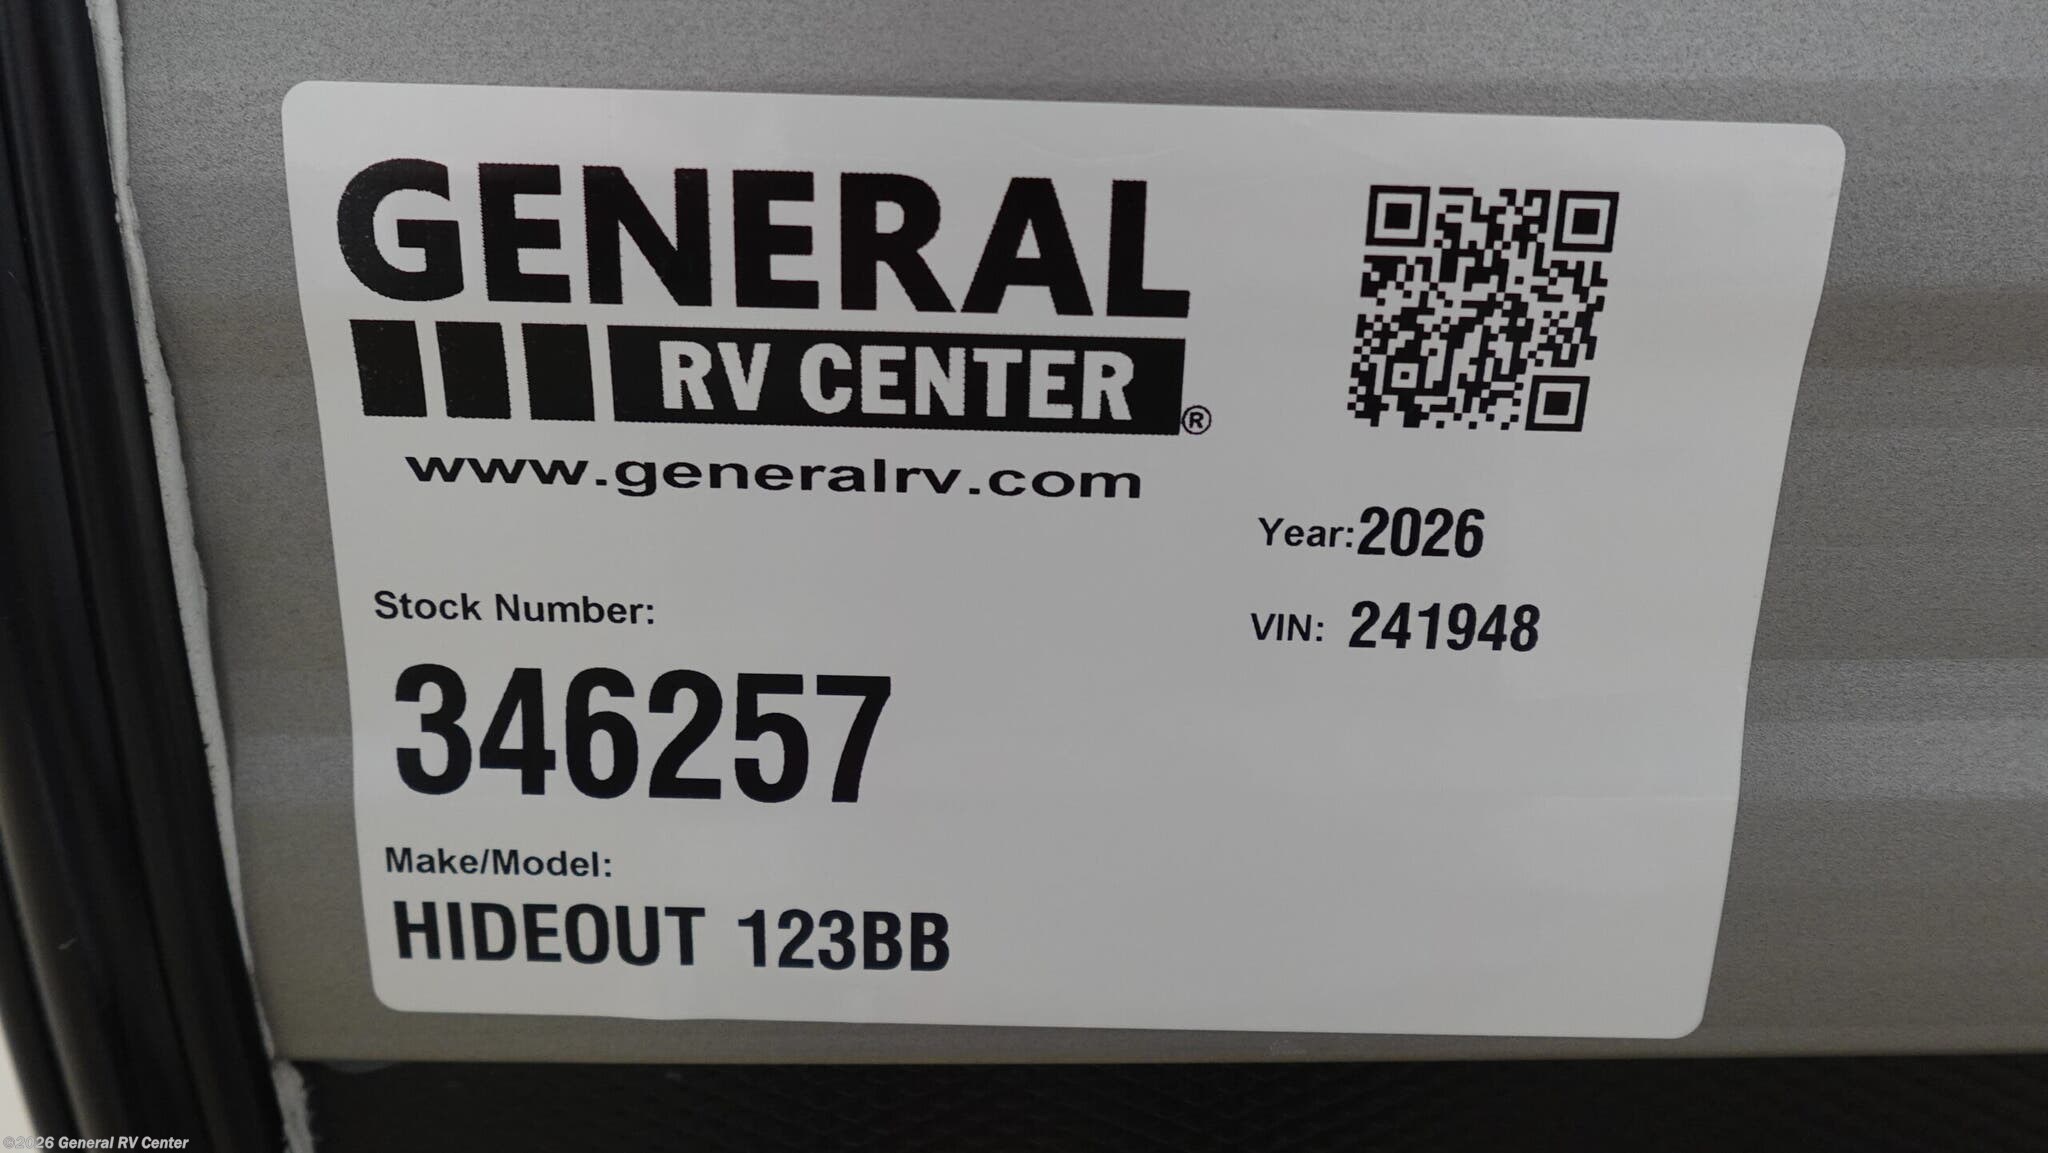 GENERAL
RV CENTER®
www.generalrv.com
Year: 2026
VIN: 241948
Stock Number:
346257
Make/Model:
HIDEOUT 123BB
©2026 General RV Center